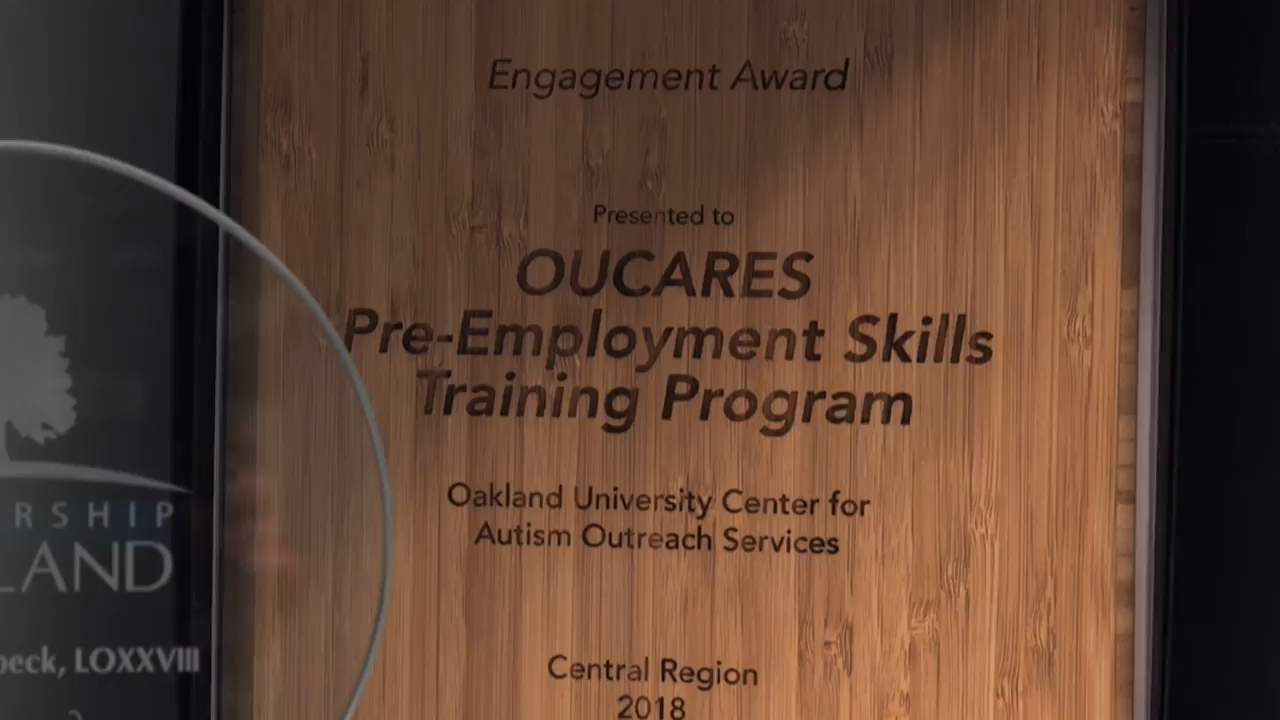 Engagement Award
Presented to
OUCARES
Pre-Employment Skills
Training Program
Oakland University Center for
Autism Outreach Services
Central Region
2018
RSHIP
LAND
beck, LOXXVIII